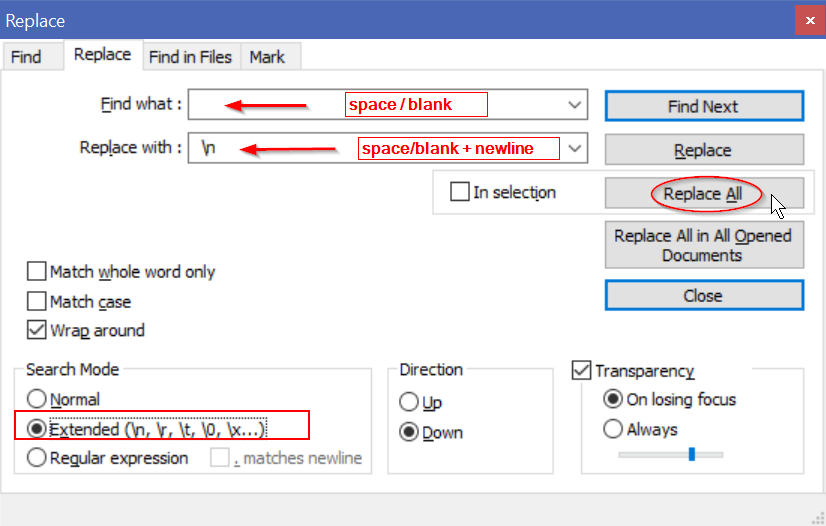 Replace
Find Replace Find in Files Mark
Find what : space / blank Find Next
Replace with : \n space/blank + newline Replace
In selection Replace All
Replace All in All Opened
Documents
Match whole word only
Match case
Close
Wrap around
Search Mode Direction Transparency
Normal Up On losing focus
Extended (\n, \r, \t, \0, \x...) Down Always
Regular expression . matches newline